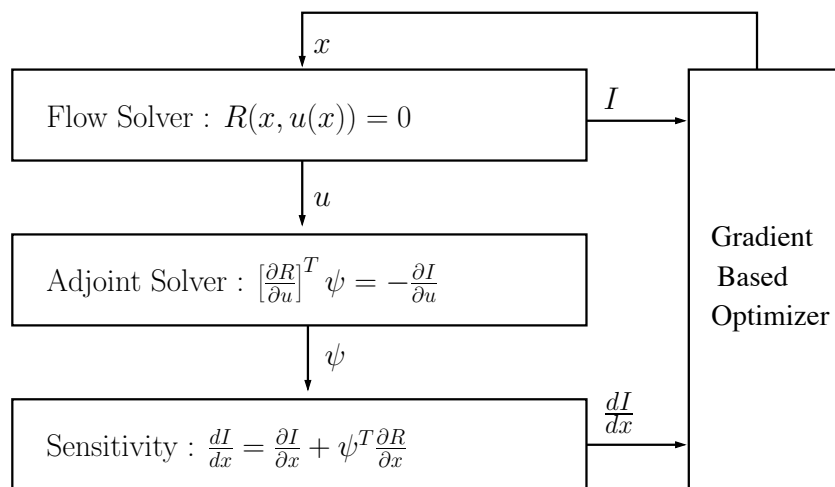 x
Flow Solver : R(x, u(x)) = 0
I
u
Adjoint Solver : [∂R/∂u]^T ψ = −∂I/∂u
ψ
Sensitivity : dI/dx = ∂I/∂x + ψ^T ∂R/∂x
dI/dx
Gradient
Based
Optimizer